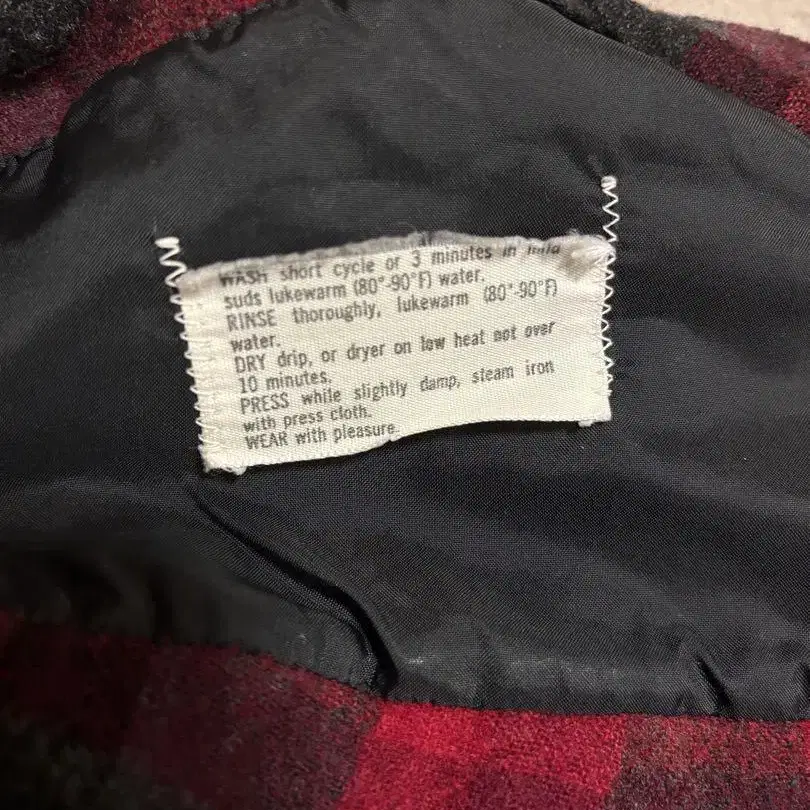 WASH short cycle or 3 minutes in mild
suds lukewarm (80°-90°F) water.
RINSE thoroughly, lukewarm (80°-90°F)
water.
DRY drip, or dryer on low heat not over
10 minutes.
PRESS while slightly damp, steam iron
with press cloth.
WEAR with pleasure.